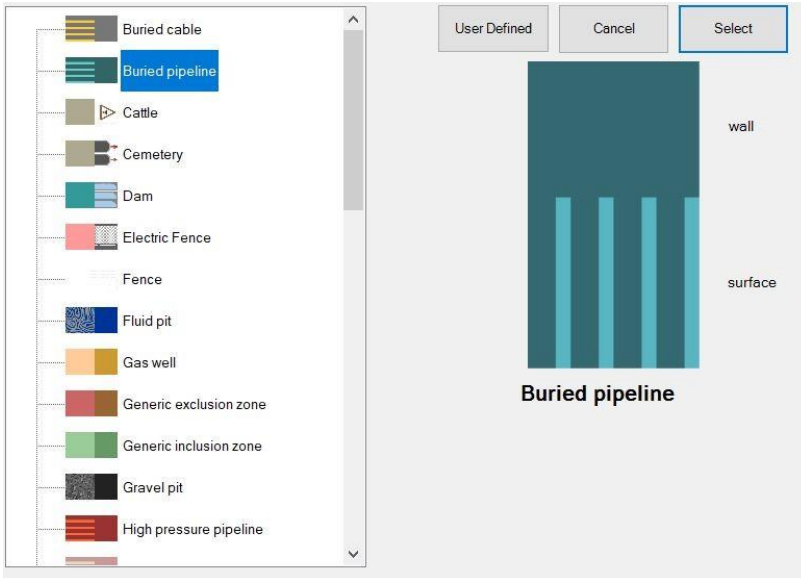 Buried cable
Buried pipeline
Cattle
Cemetery
Dam
Electric Fence
Fence
Fluid pit
Gas well
Generic exclusion zone
Generic inclusion zone
Gravel pit
High pressure pipeline
User Defined
Cancel
Select
wall
surface
Buried pipeline